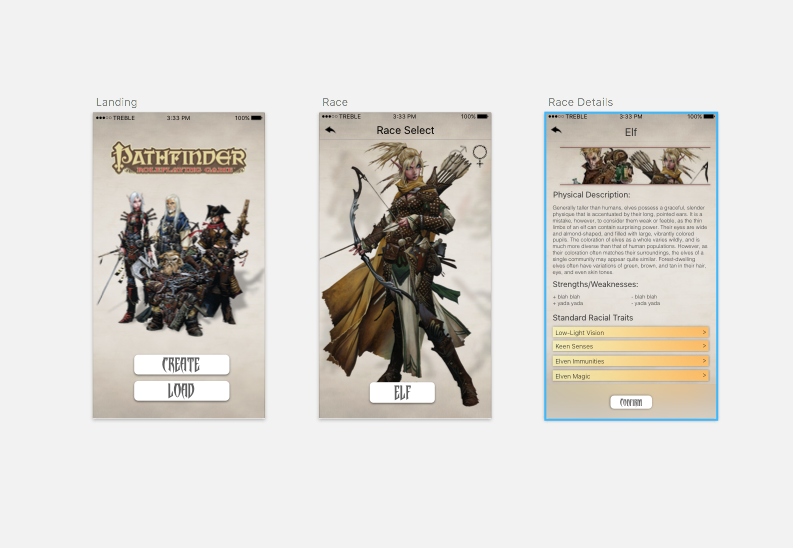 Landing
●●●○○ TREBLE 3:33 PM 100%
PATHFINDER
ROLEPLAYING GAME
CREATE
LOAD
Race
●●●○○ TREBLE 3:33 PM 100%
Race Select
ELF
Race Details
●●●○○ TREBLE 3:33 PM 100%
Elf
Physical Description:
Generally taller than humans, elves possess a graceful, slender
physique that is accentuated by their long, pointed ears. It is a
mistake, however, to consider them weak or feeble, as the thin
limbs of an elf can contain surprising power. Their eyes are wide
and almond-shaped, and filled with large, vibrantly colored
pupils. The coloration of elves as a whole varies wildly, and is
much more diverse than that of human populations. However, as
their coloration often matches their surroundings, the elves of a
single community may appear quite similar. Forest-dwelling
elves often have variations of green, brown, and tan in their hair,
eye, and even skin tones.
Strengths/Weaknesses:
+ blah blah - blah blah
+ yada yada - yada yada
Standard Racial Traits
Low-Light Vision >
Keen Senses >
Elven Immunities >
Elven Magic >
CONFIRM